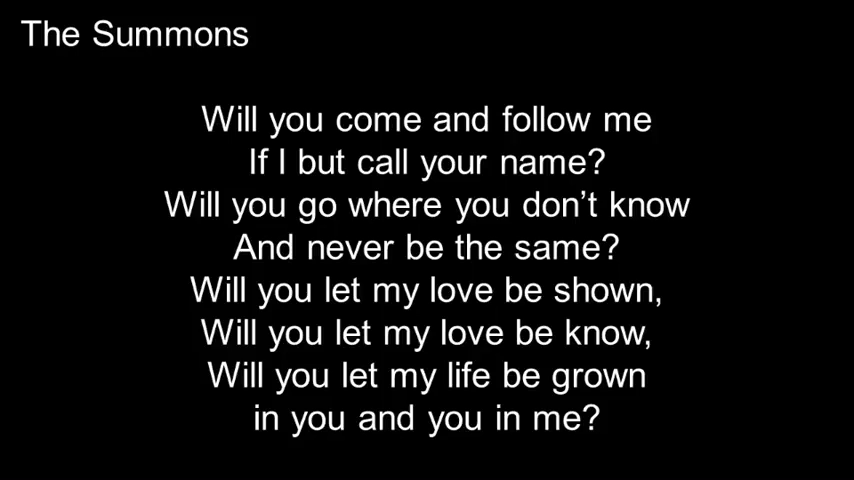 The Summons
Will you come and follow me
If I but call your name?
Will you go where you don’t know
And never be the same?
Will you let my love be shown,
Will you let my love be know,
Will you let my life be grown
in you and you in me?